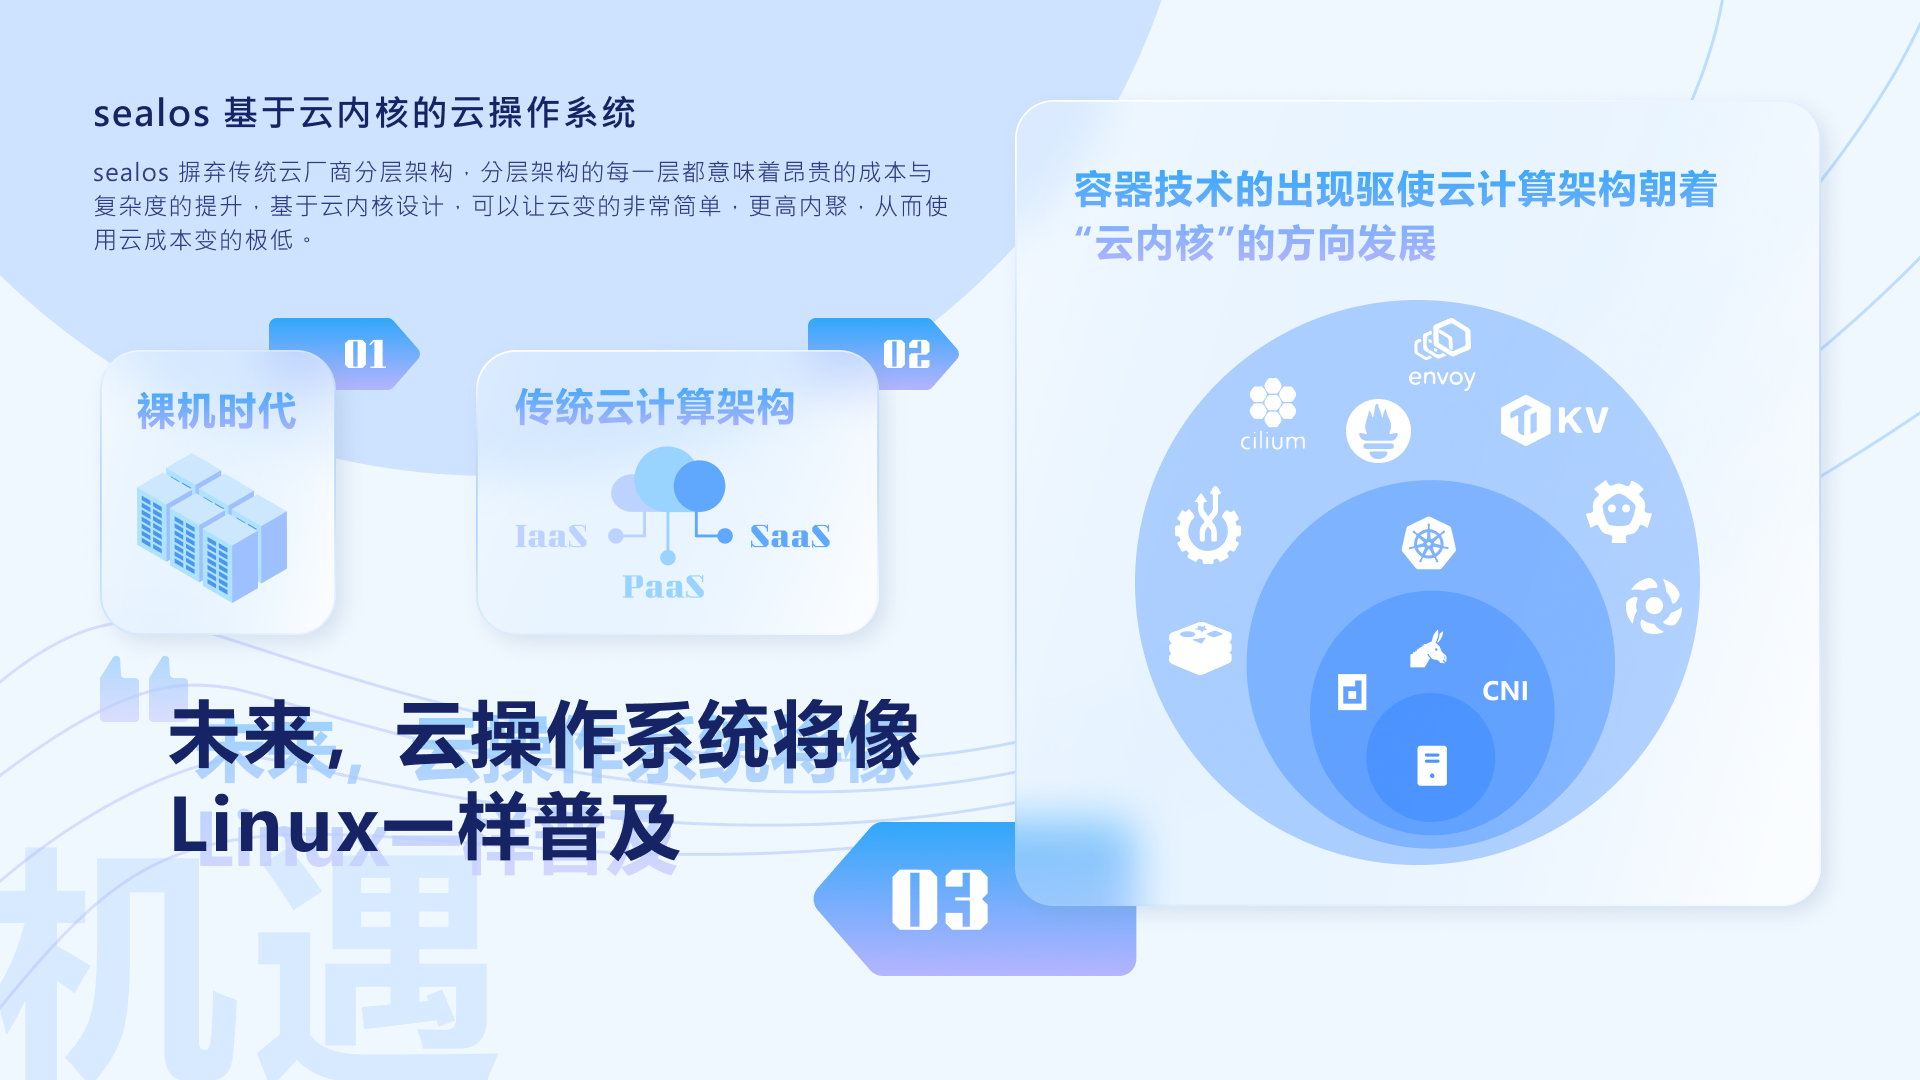 sealos 基于云内核的云操作系统
sealos 摒弃传统云厂商分层架构，分层架构的每一层都意味着昂贵的成本与
复杂度的提升，基于云内核设计，可以让云变的非常简单，更高内聚，从而使
用云成本变的极低。
01
裸机时代
02
传统云计算架构
IaaS
PaaS
SaaS
未来，云操作系统将像
Linux一样普及
机遇
03
容器技术的出现驱使云计算架构朝着
“云内核”的方向发展
envoy
cilium
KV
CNI